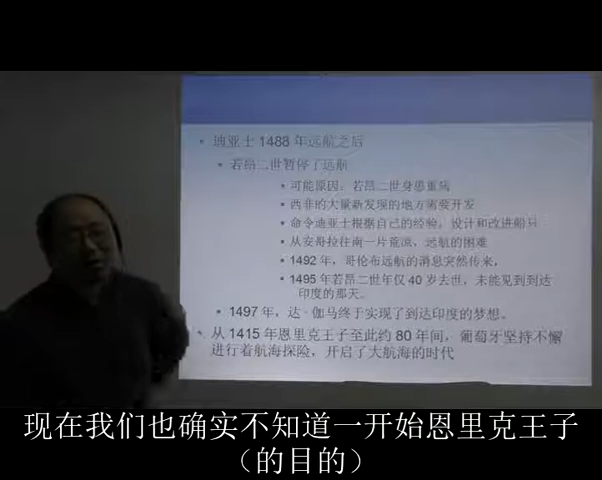 迪亚士 1488 年远航之后
若昂二世暂停了远航
可能原因：若昂二世身患重病
西非的大量新发现的地方需要开发
命令迪亚士根据自己的经验，设计和改进船只
从安哥拉往南一片荒凉，远航的困难
1492 年，哥伦布远航的消息突然传来，
1495 年若昂二世年仅 40 岁去世，未能见到到达
印度的那天。
1497 年，达·伽马终于实现了到达印度的梦想。
从 1415 年恩里克王子至此约 80 年间，葡萄牙坚持不懈
进行着航海探险，开启了大航海的时代
现在我们也确实不知道一开始恩里克王子
（的目的）